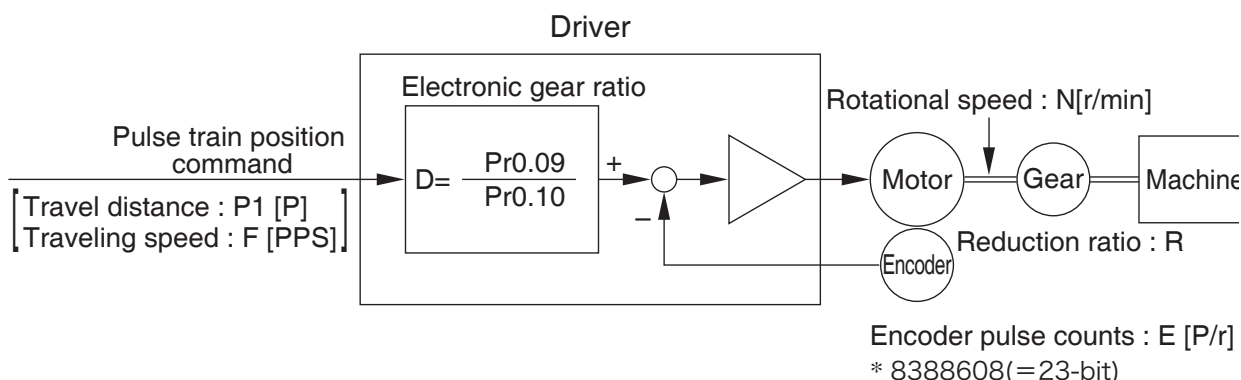 Driver
Electronic gear ratio
Rotational speed : N[r/min]
Pulse train position
command
D= Pr0.09
Pr0.10
+
−
Motor
Gear
Machine
Travel distance : P1 [P]
Traveling speed : F [PPS]
Encoder
Reduction ratio : R
Encoder pulse counts : E [P/r]
* 8388608(=23-bit)